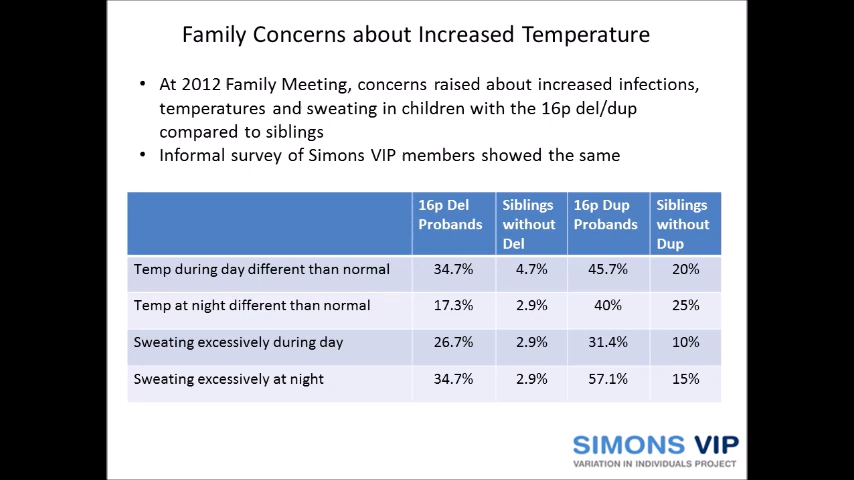 Family Concerns about Increased Temperature
• At 2012 Family Meeting, concerns raised about increased infections,
temperatures and sweating in children with the 16p del/dup
compared to siblings
• Informal survey of Simons VIP members showed the same
16p Del Probands Siblings without Del 16p Dup Probands Siblings without Dup
Temp during day different than normal 34.7% 4.7% 45.7% 20%
Temp at night different than normal 17.3% 2.9% 40% 25%
Sweating excessively during day 26.7% 2.9% 31.4% 10%
Sweating excessively at night 34.7% 2.9% 57.1% 15%
SIMONS VIP
VARIATION IN INDIVIDUALS PROJECT